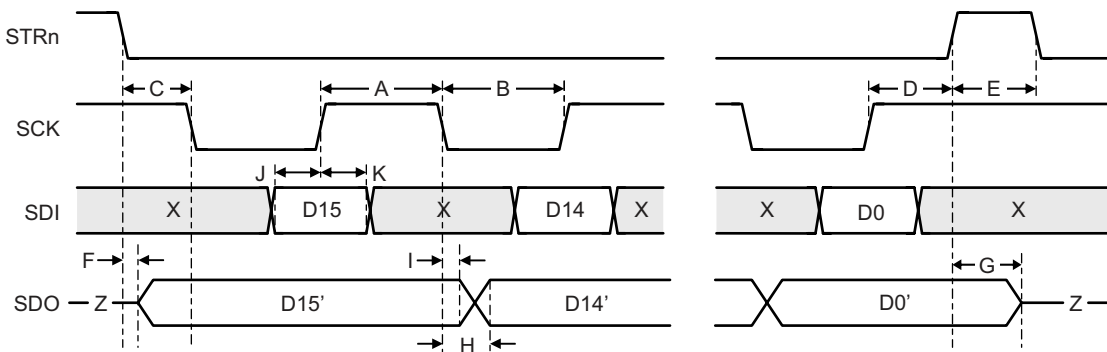 STRn
C A B D E
SCK
J K
SDI X D15 X D14 X X D0 X
F I G
SDO Z D15’ D14’ D0’ Z
H